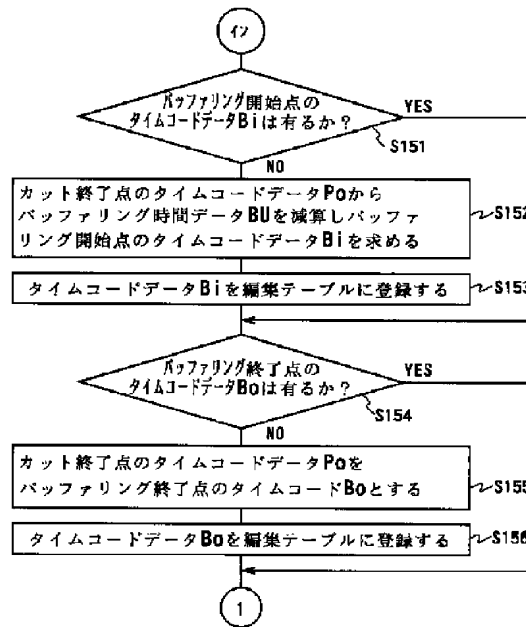 イン
バッファリング開始点の
タイムコードデータBiは有るか?
YES
S151
NO
カット終了点のタイムコードデータPoから
バッファリング時間データBUを減算しバッファ
リング開始点のタイムコードデータBiを求める
S152
タイムコードデータBiを編集テーブルに登録する
S153
バッファリング終了点の
タイムコードデータBoは有るか?
YES
S154
NO
カット終了点のタイムコードデータPoを
バッファリング終了点のタイムコードBoとする
S155
タイムコードデータBoを編集テーブルに登録する
S156
1